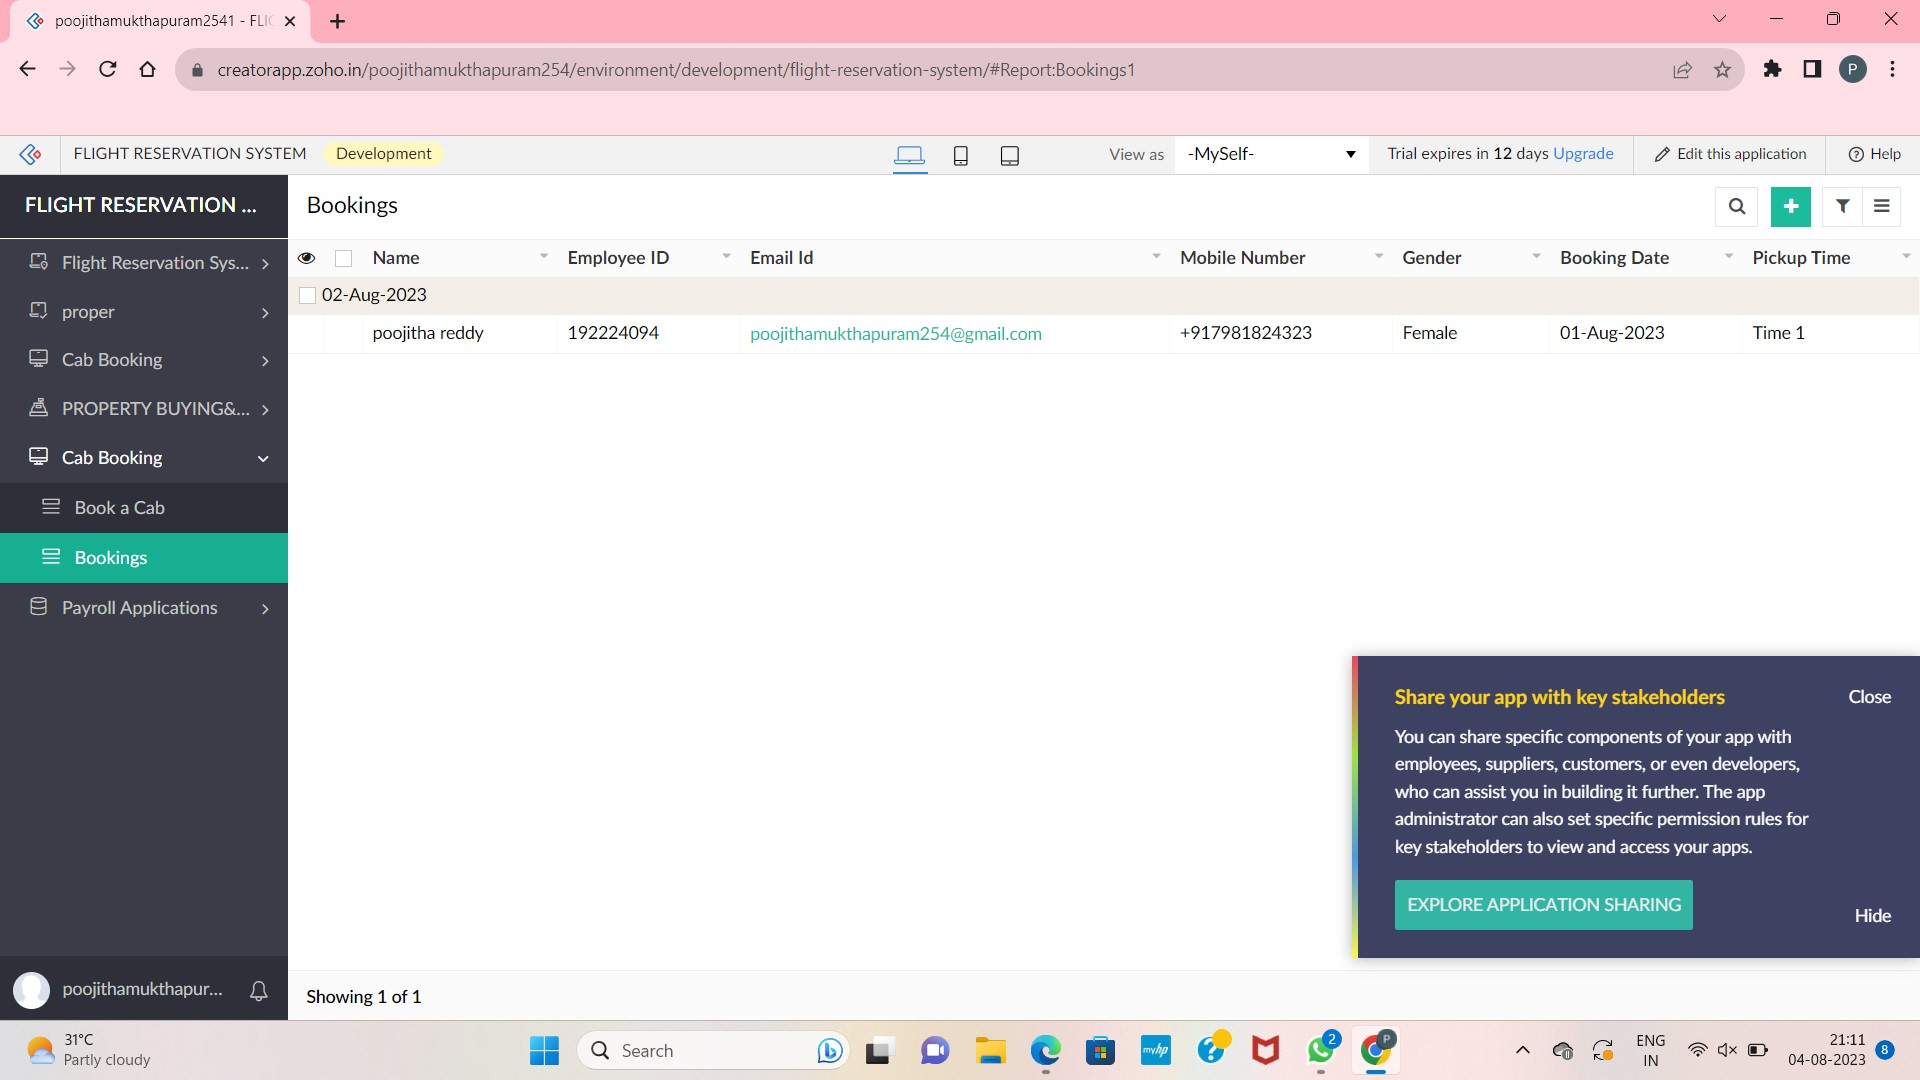 poojithamukthapuram2541 - FLIG
creatorapp.zoho.in/poojithamukthapuram254/environment/development/flight-reservation-system/#Report:Bookings1
P
FLIGHT RESERVATION SYSTEM Development View as -MySelf- Trial expires in 12 days Upgrade Edit this application Help
FLIGHT RESERVATION ...
Flight Reservation Sys...
proper
Cab Booking
PROPERTY BUYING&...
Cab Booking
Book a Cab
Bookings
Payroll Applications
poojithamukthapur...
Bookings
Name Employee ID Email Id Mobile Number Gender Booking Date Pickup Time
02-Aug-2023
poojitha reddy 192224094 poojithamukthapuram254@gmail.com +917981824323 Female 01-Aug-2023 Time 1
Share your app with key stakeholders Close
You can share specific components of your app with
employees, suppliers, customers, or even developers,
who can assist you in building it further. The app
administrator can also set specific permission rules for
key stakeholders to view and access your apps.
EXPLORE APPLICATION SHARING
Hide
Showing 1 of 1
31°C
Partly cloudy
Search
myhp
2
P
ENG
IN
21:11
04-08-2023
8